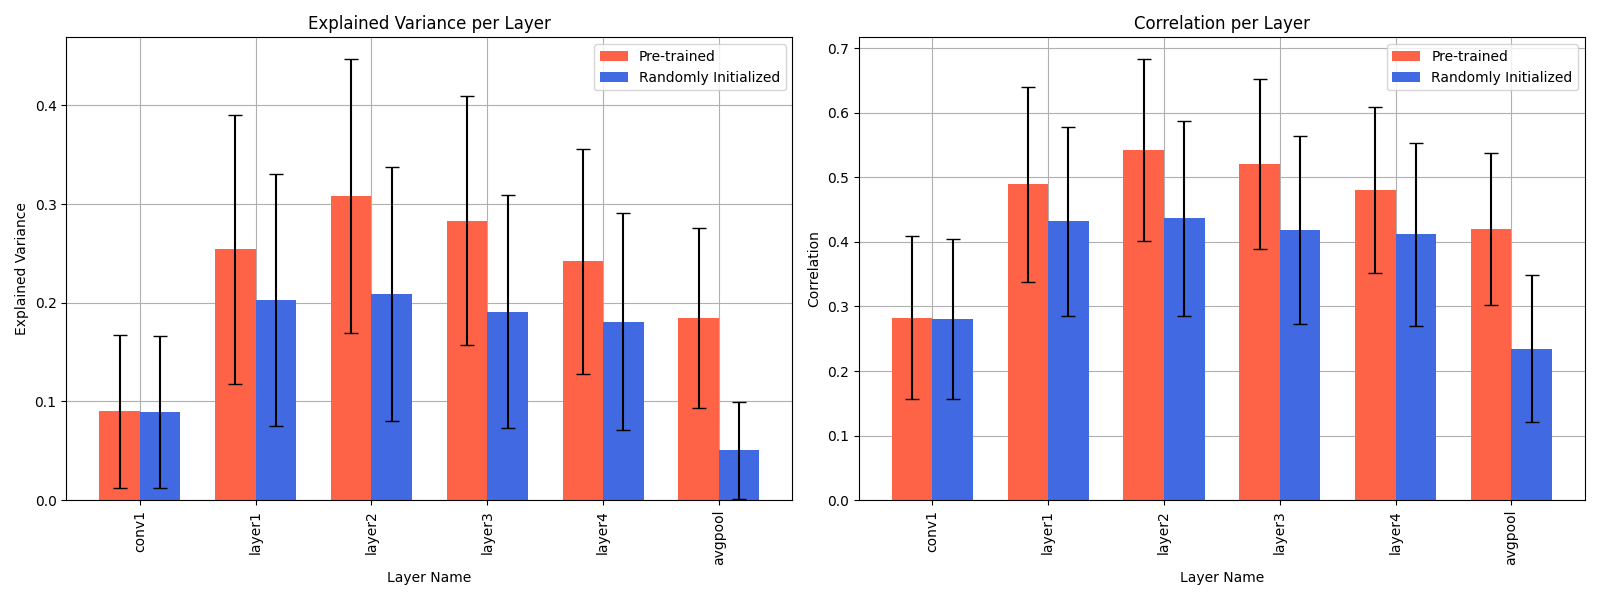 Explained Variance per Layer
Explained Variance
0.4
0.3
0.2
0.1
0.0
Pre-trained
Randomly Initialized
conv1
layer1
layer2
layer3
layer4
avgpool
Layer Name
Correlation per Layer
Correlation
0.7
0.6
0.5
0.4
0.3
0.2
0.1
0.0
Pre-trained
Randomly Initialized
conv1
layer1
layer2
layer3
layer4
avgpool
Layer Name